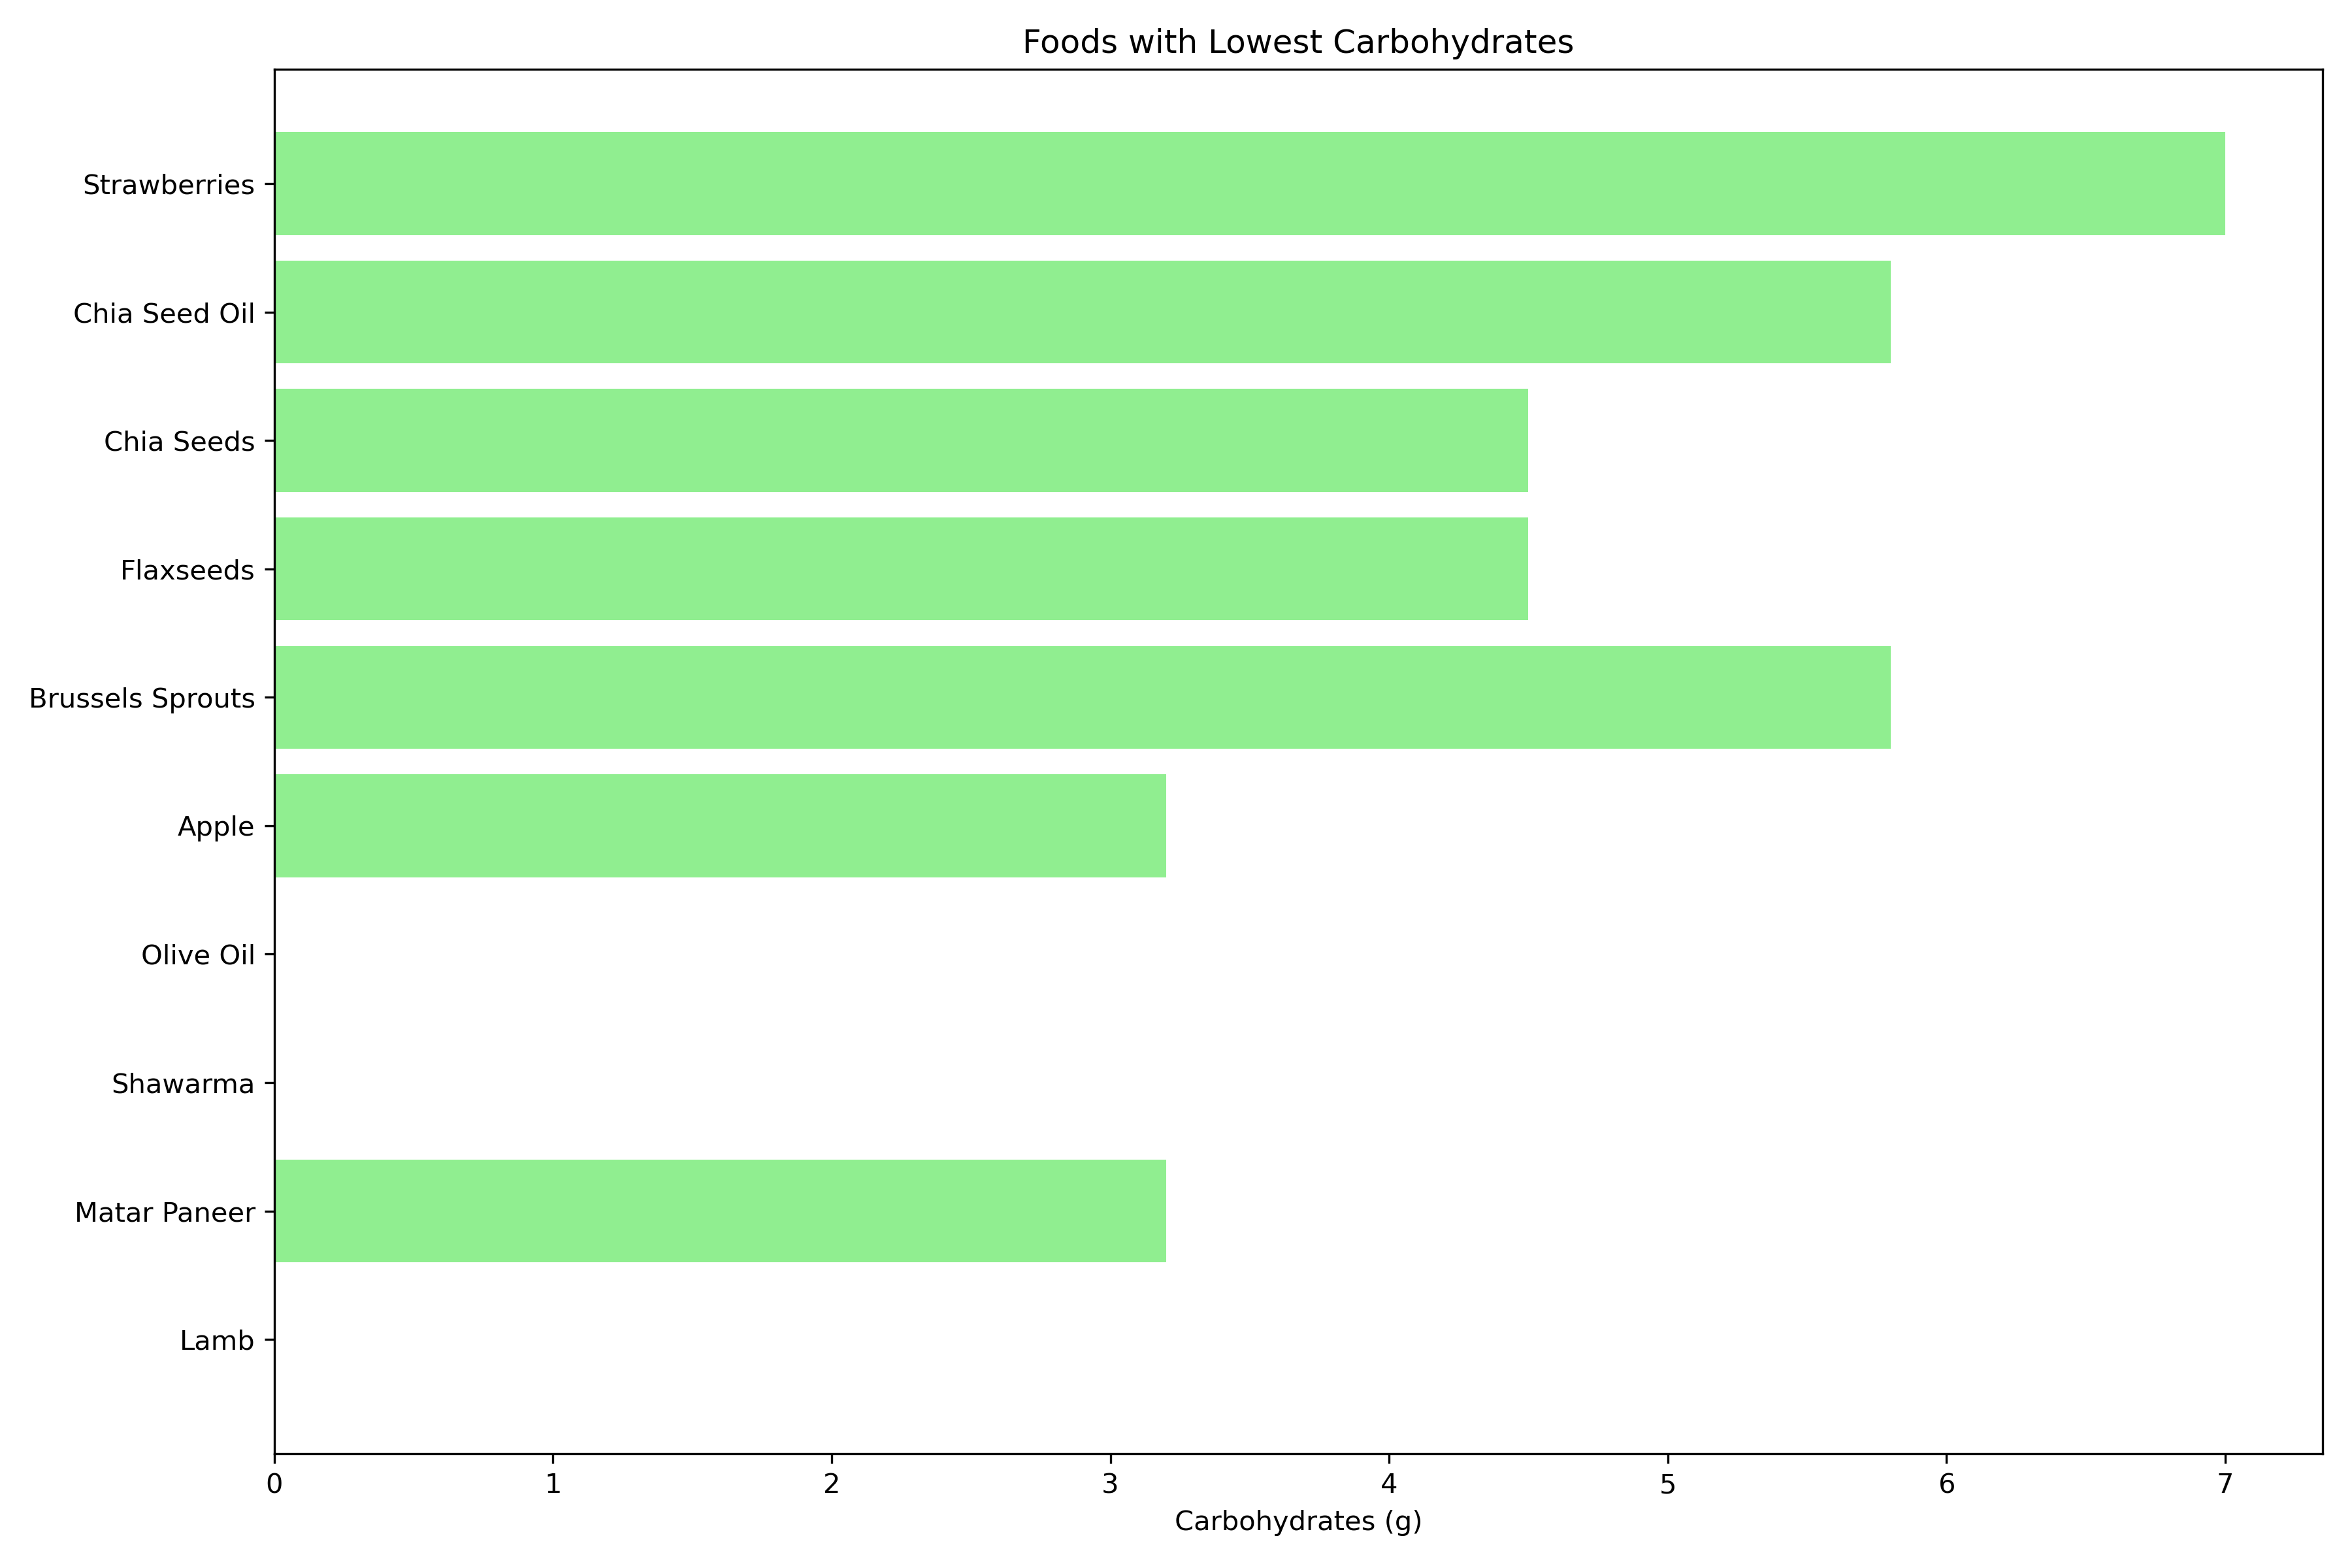 Foods with Lowest Carbohydrates
Strawberries
Chia Seed Oil
Chia Seeds
Flaxseeds
Brussels Sprouts
Apple
Olive Oil
Shawarma
Matar Paneer
Lamb
0 1 2 3 4 5 6 7
Carbohydrates (g)